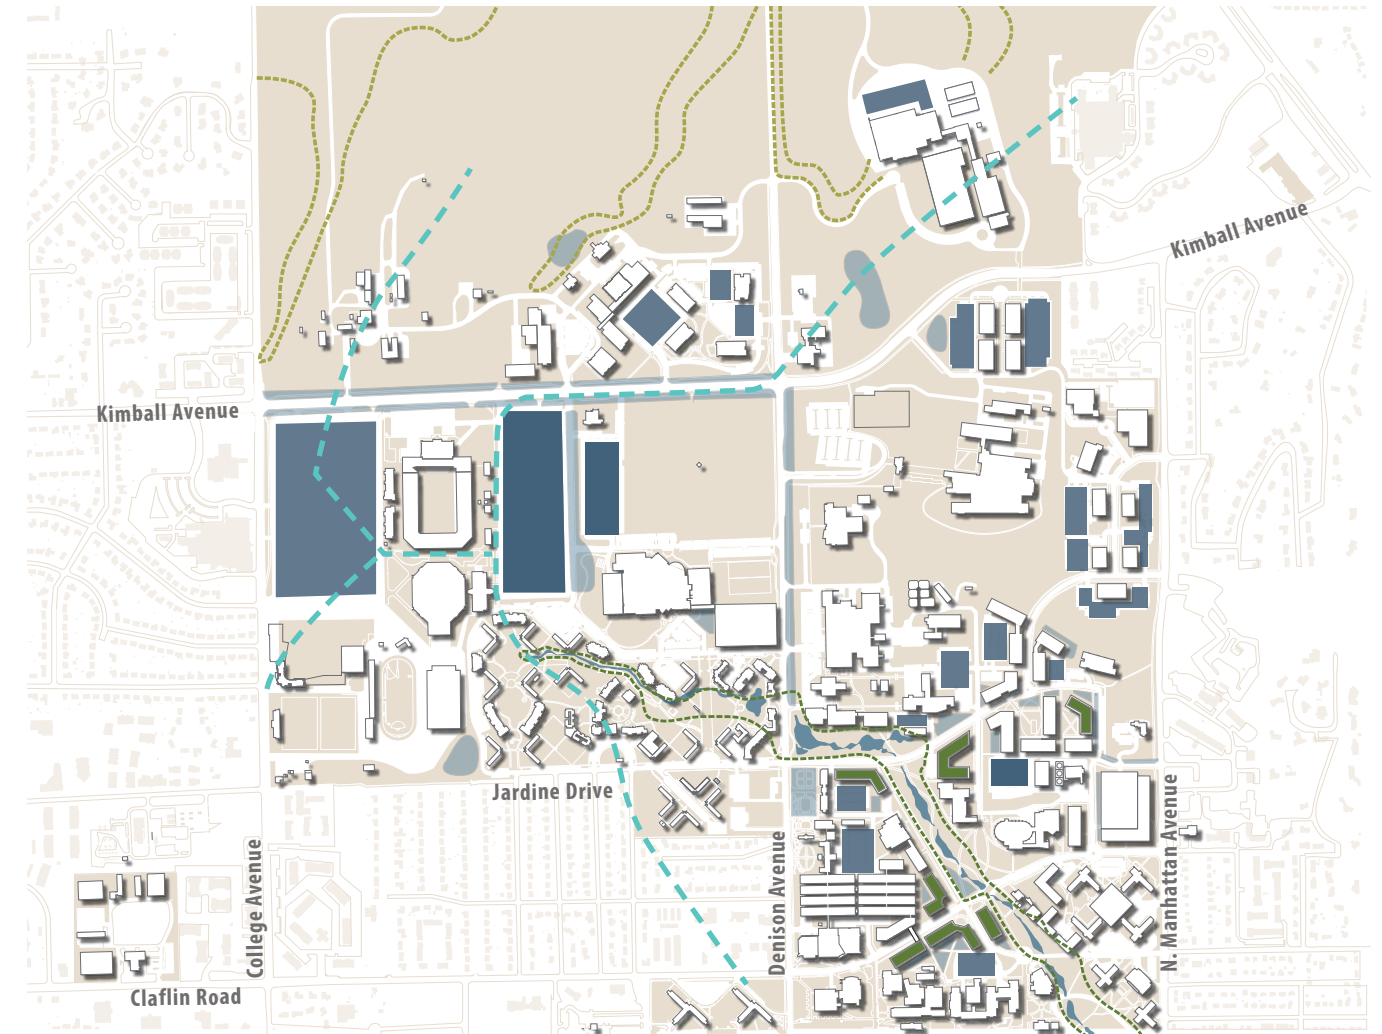 Kimball Avenue
Kimball Avenue
Jardine Drive
N. Manhattan Avenue
Denison Avenue
College Avenue
Claflin Road